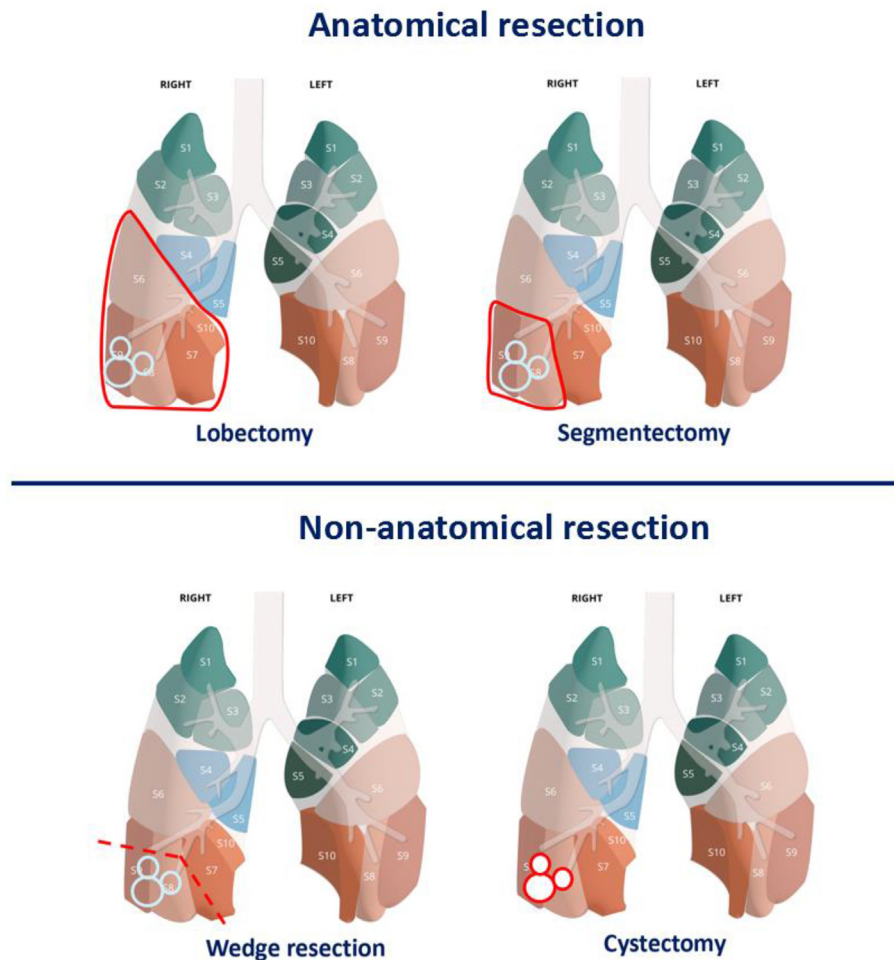 Anatomical resection
RIGHT LEFT RIGHT LEFT
S1 S1 S1 S1
S2 S3 S3 S2 S2 S3 S3 S2
S4 S4 S4 S4
S6 S5 S6 S6 S5 S6
S5 S5
S10 S10
S9 S7 S10 S9 S7 S10 S9
S8 S8 S8 S8
Lobectomy Segmentectomy
Non-anatomical resection
RIGHT LEFT RIGHT LEFT
S1 S1 S1 S1
S2 S3 S3 S2 S2 S3 S3 S2
S4 S4 S4 S4
S6 S5 S6 S6 S5 S6
S5 S5
S10 S10 S9 S10 S10 S9
S8 S7 S8 S7 S8
Wedge resection Cystectomy